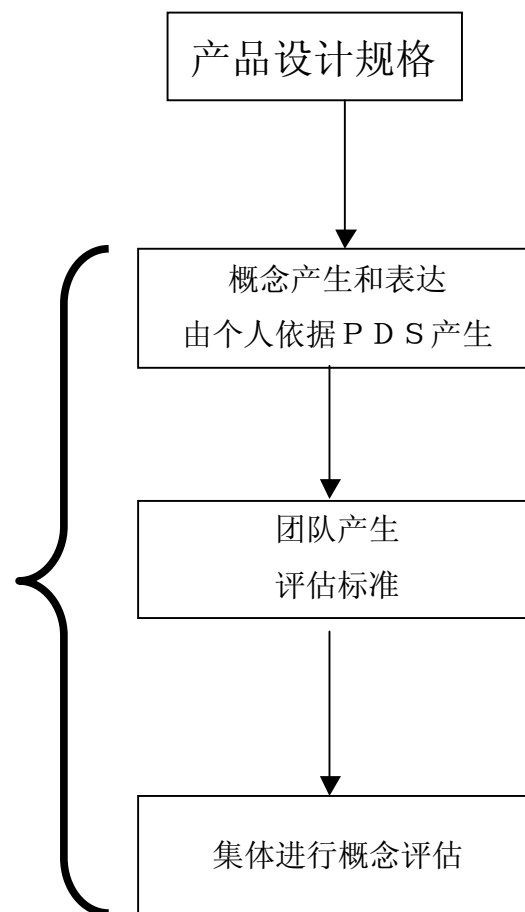 产品设计规格
概念产生和表达
由个人依据ＰＤＳ产生
团队产生
评估标准
集体进行概念评估